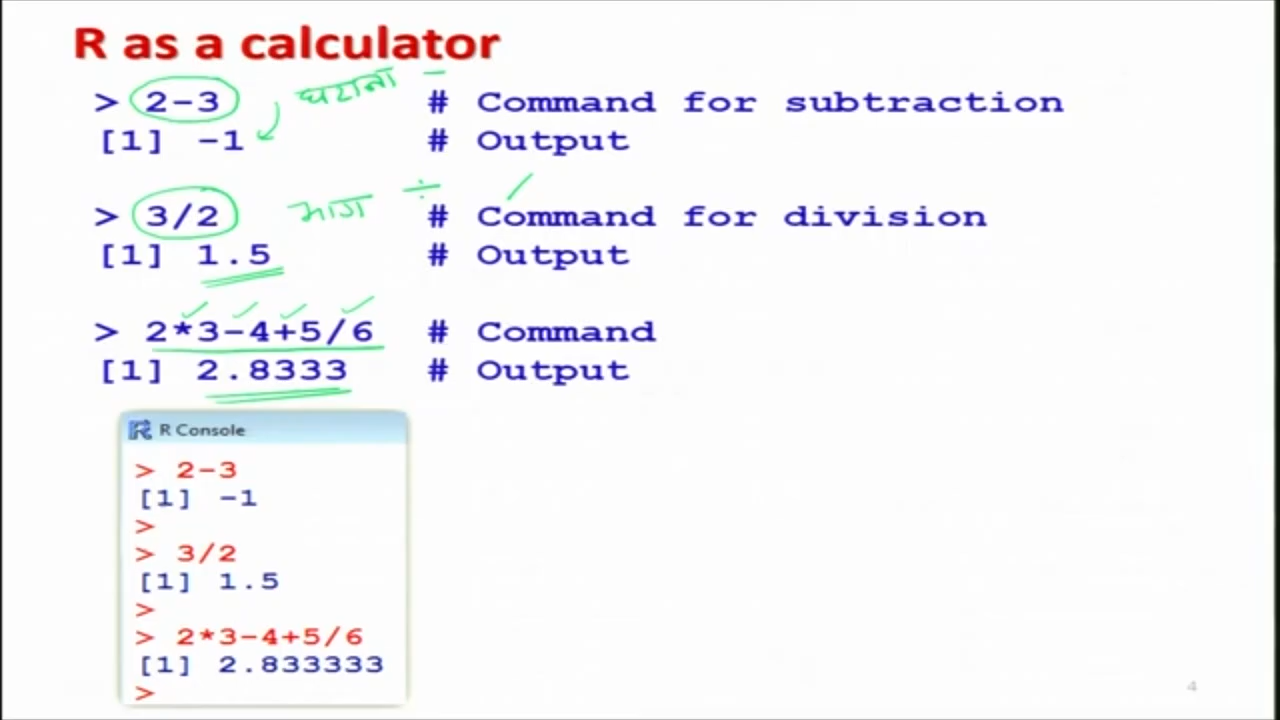 R as a calculator
> 2-3 घटाना - # Command for subtraction
[1] -1 # Output
> 3/2 भाग ÷ / # Command for division
[1] 1.5 # Output
> 2*3-4+5/6 # Command
[1] 2.8333 # Output
R Console
> 2-3
[1] -1
>
> 3/2
[1] 1.5
>
> 2*3-4+5/6
[1] 2.833333
>
4